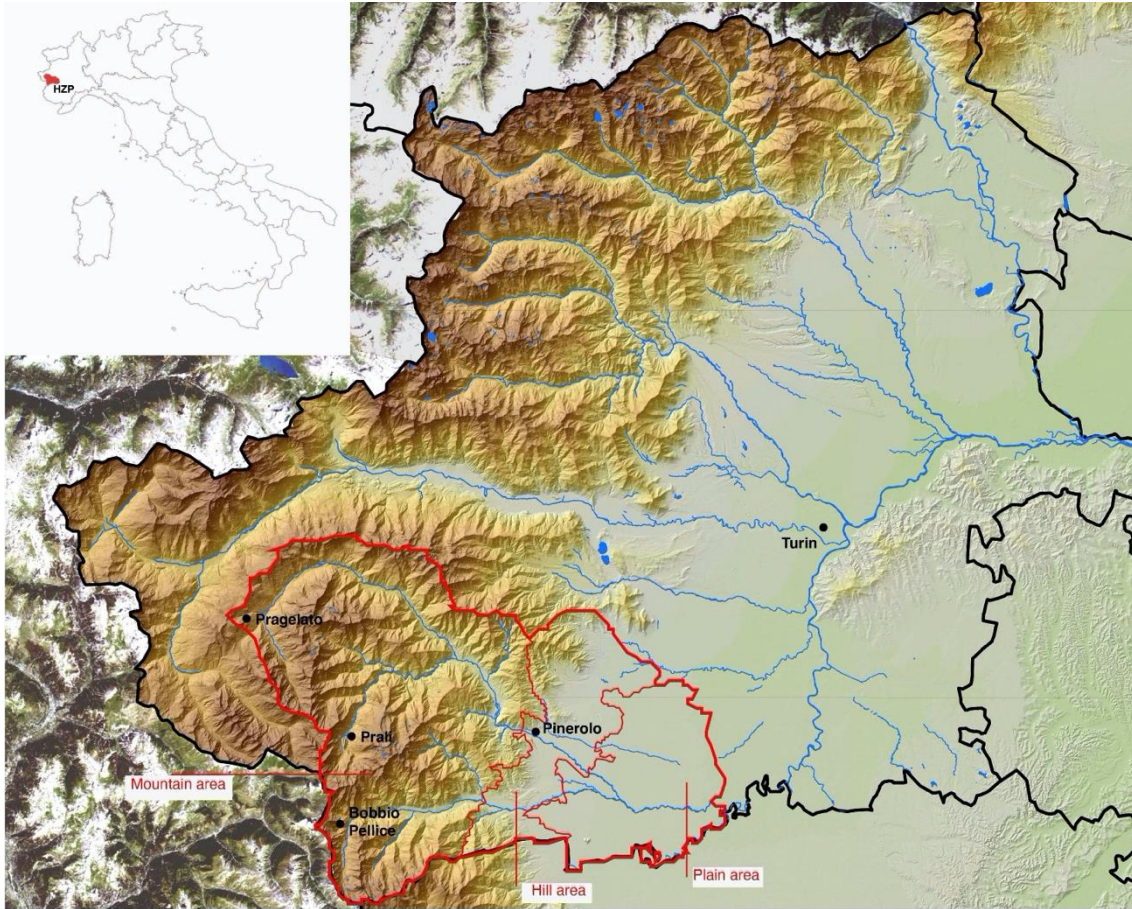 HZP
Turin
Pragelato
Pinerolo
Prali
Mountain area
Bobbio
Pellice
Hill area
Plain area